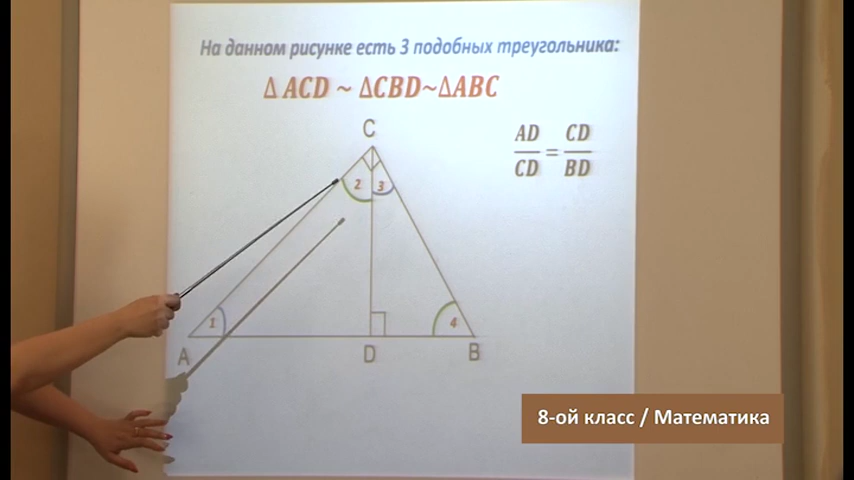 На данном рисунке есть 3 подобных треугольника:
Δ ACD ~ ΔCBD~ΔABC
C
AD/CD = CD/BD
2 3
1 4
A D B
8-ой класс / Математика